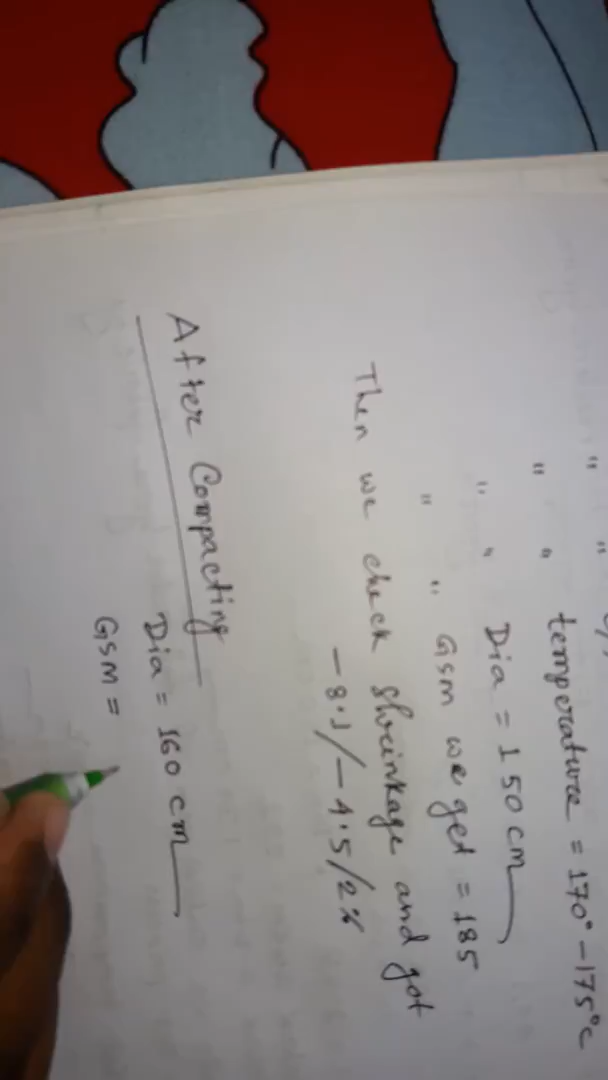 " " temperature = 170° - 175°C
" " Dia = 150 cm
" " GSM we get = 185
Then we check Shrinkage and got
- 8.1 / - 4.5 / 2%
After Compacting
Dia = 160 cm
GSM =